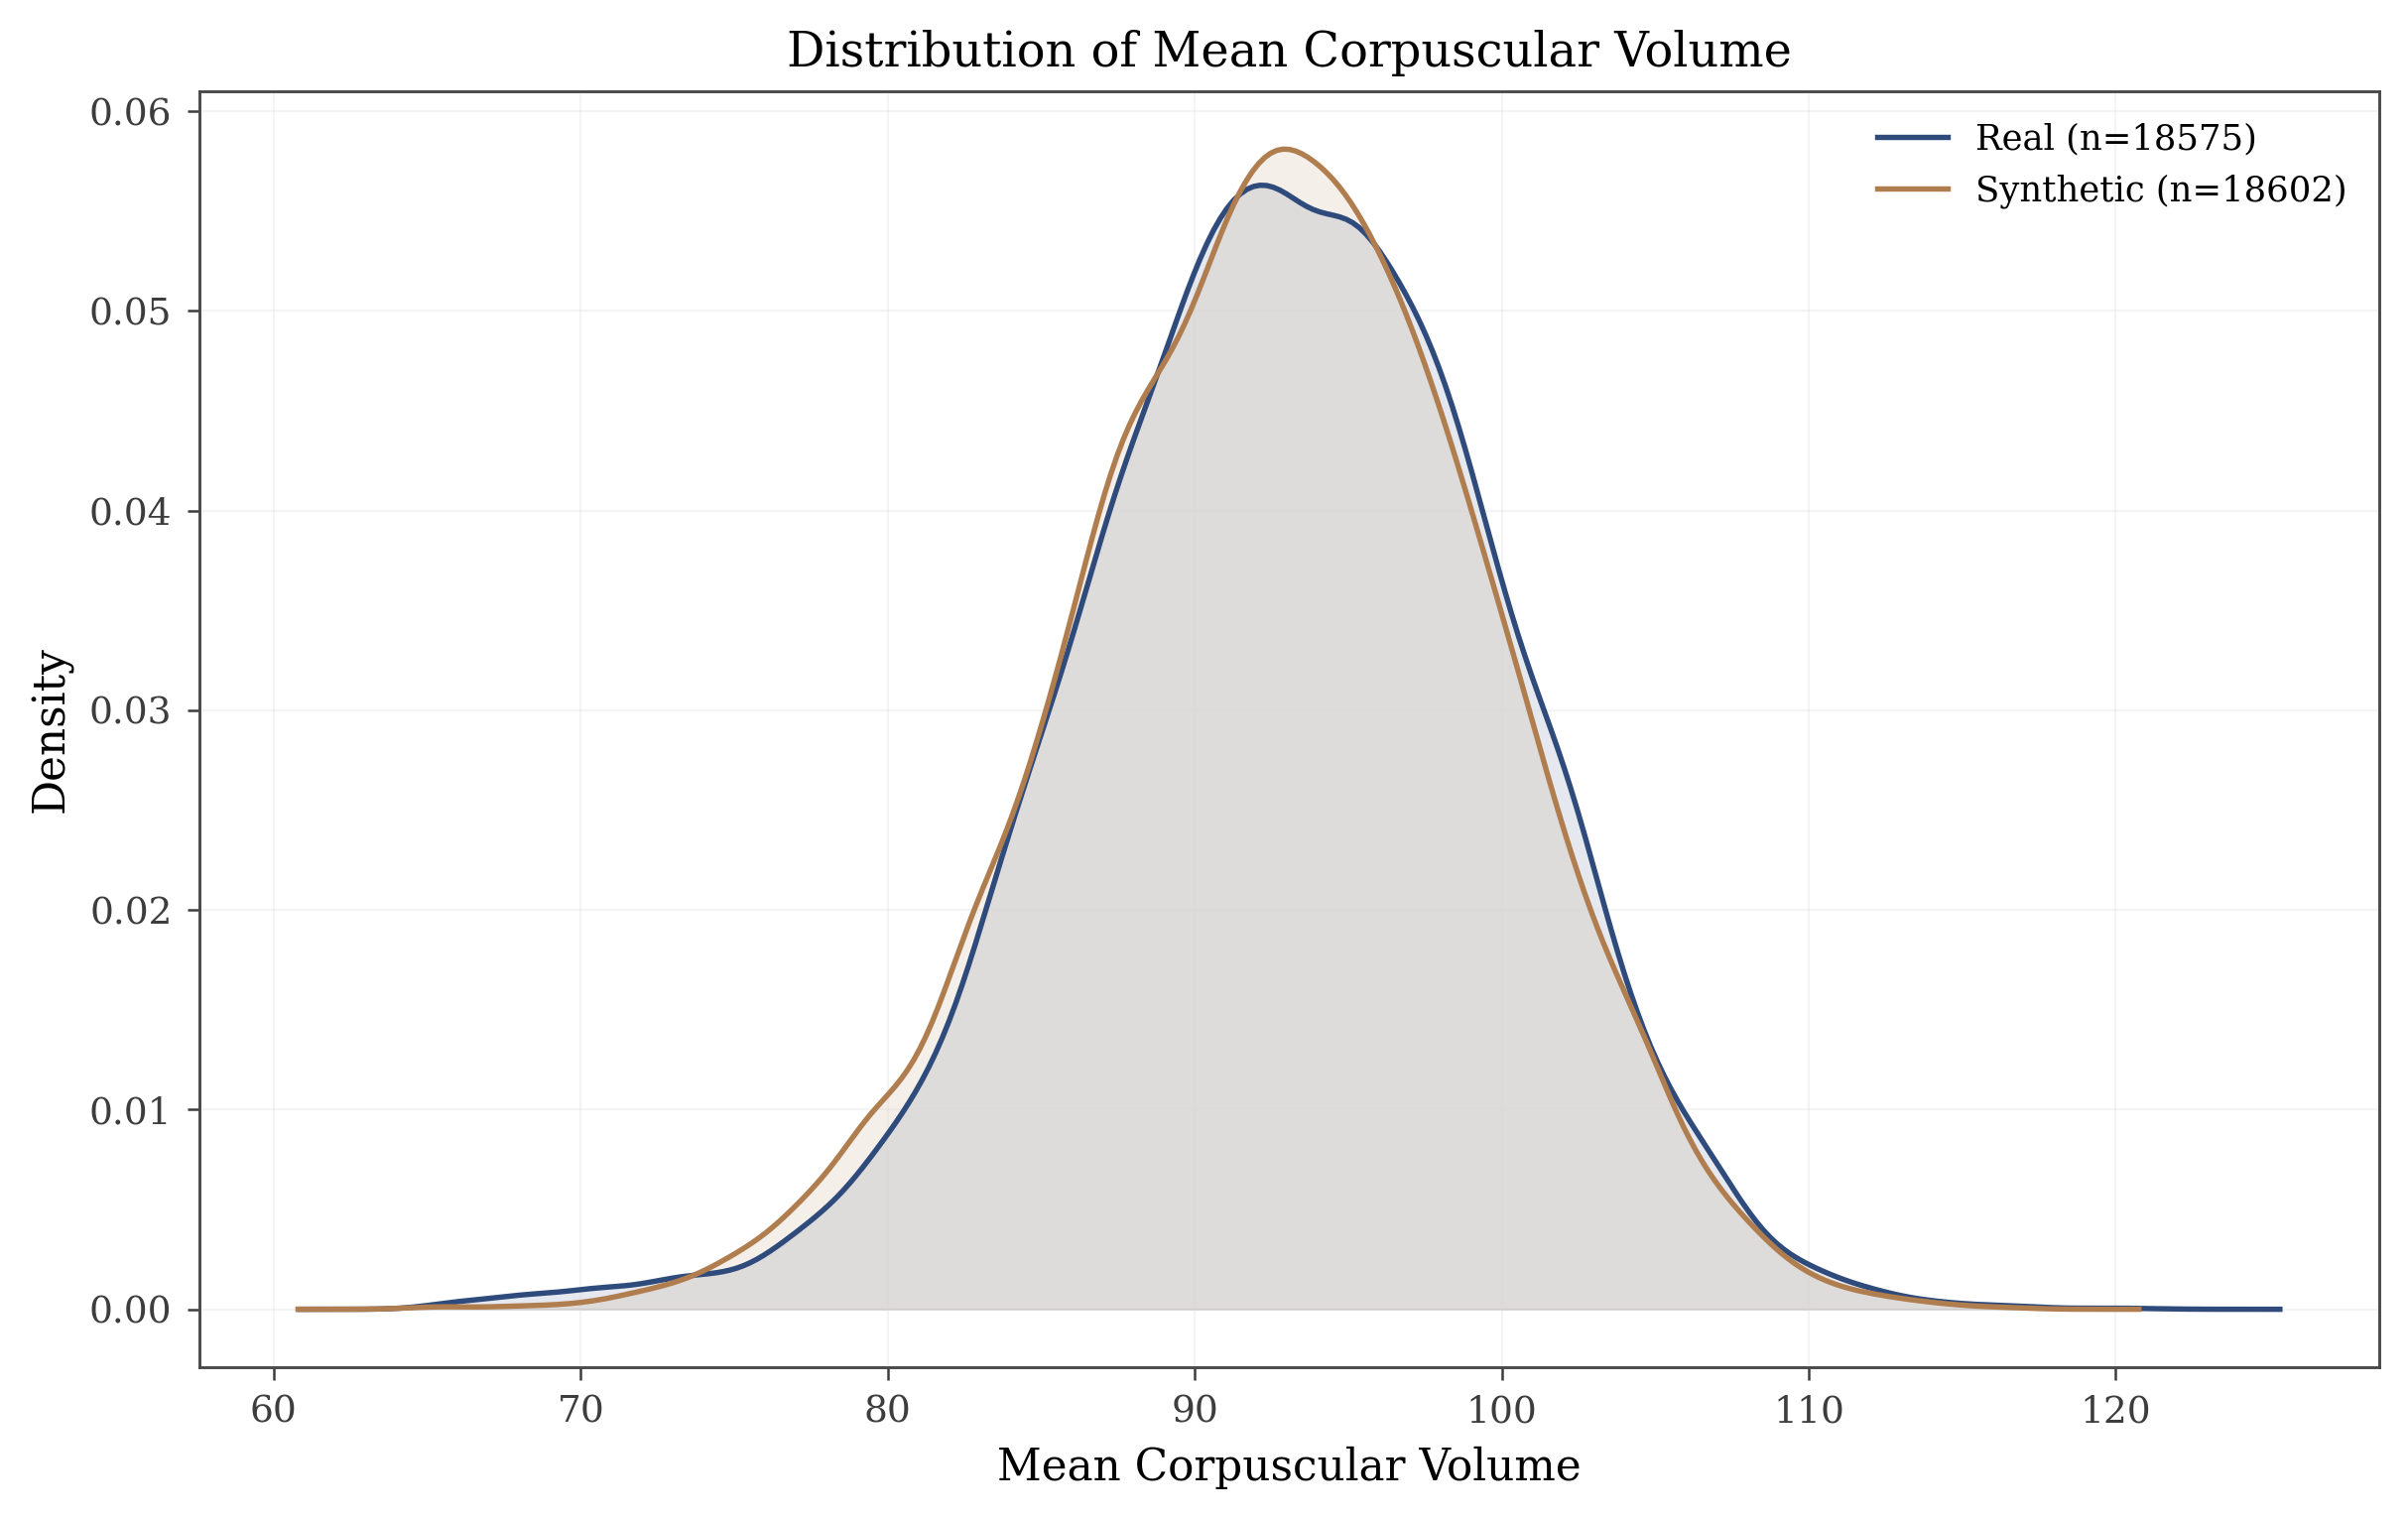 Distribution of Mean Corpuscular Volume
Real (n=18575)
Synthetic (n=18602)
Density
0.06
0.05
0.04
0.03
0.02
0.01
0.00
60 70 80 90 100 110 120
Mean Corpuscular Volume